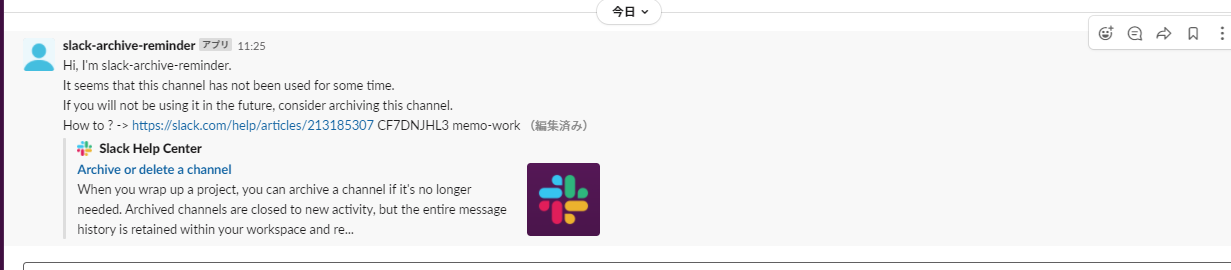 今日
slack-archive-reminder アプリ 11:25
Hi, I'm slack-archive-reminder.
It seems that this channel has not been used for some time.
If you will not be using it in the future, consider archiving this channel.
How to ? -> https://slack.com/help/articles/213185307 CF7DNJHL3 memo-work （編集済み）
Slack Help Center
Archive or delete a channel
When you wrap up a project, you can archive a channel if it's no longer
needed. Archived channels are closed to new activity, but the entire message
history is retained within your workspace and re...